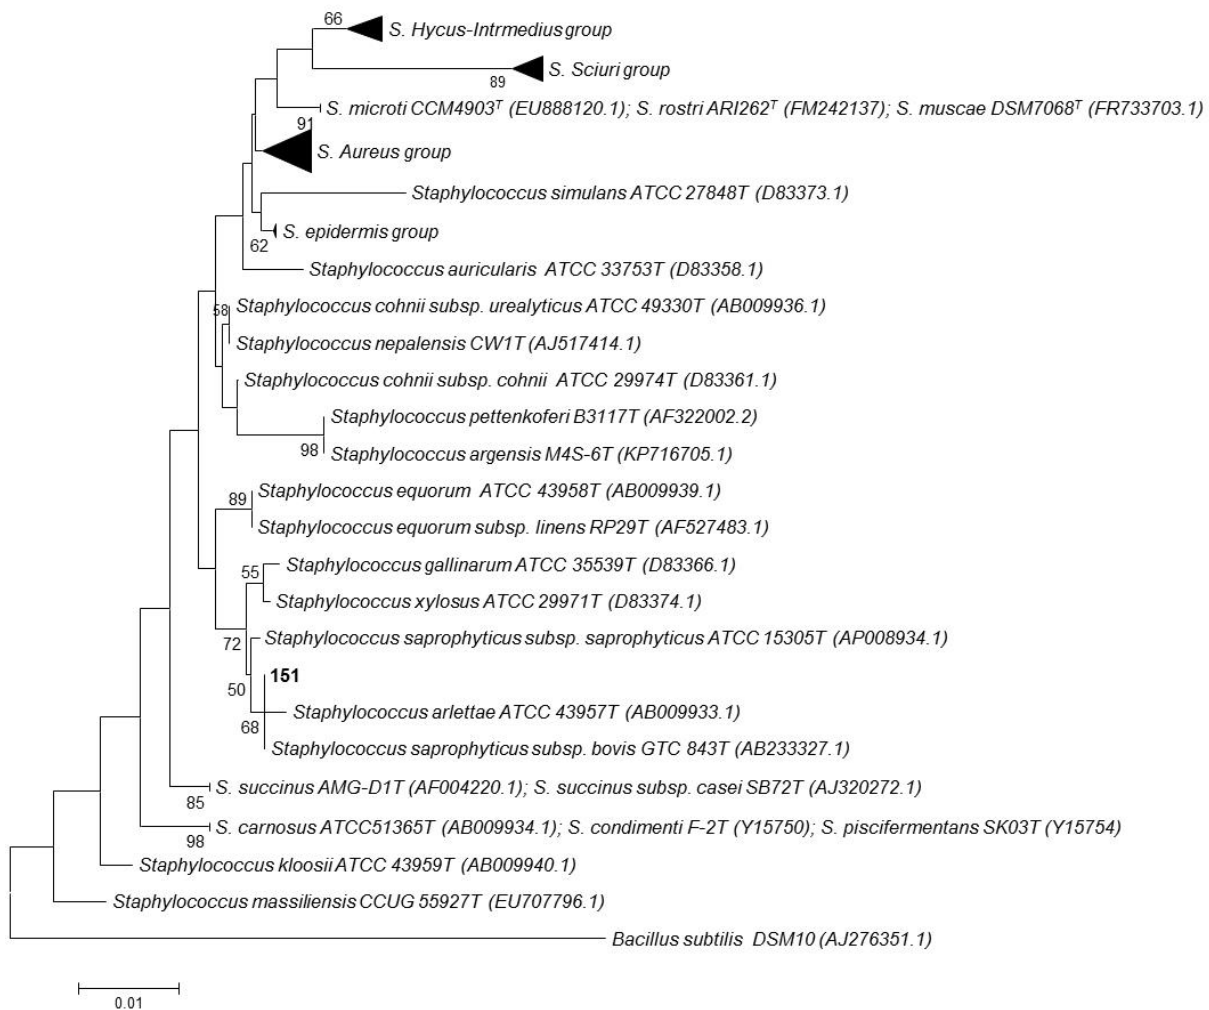 66
S. Hycus-Intrmedius group
S. Sciuri group
89
S. microti CCM4903T (EU888120.1); S. rostri ARI262T (FM242137); S. muscae DSM7068T (FR733703.1)
91
S. Aureus group
Staphylococcus simulans ATCC 27848T (D83373.1)
S. epidermis group
62
Staphylococcus auricularis ATCC 33753T (D83358.1)
58
Staphylococcus cohnii subsp. urealyticus ATCC 49330T (AB009936.1)
Staphylococcus nepalensis CW1T (AJ517414.1)
Staphylococcus cohnii subsp. cohnii ATCC 29974T (D83361.1)
Staphylococcus pettenkoferi B3117T (AF322002.2)
98
Staphylococcus argensis M4S-6T (KP716705.1)
89
Staphylococcus equorum ATCC 43958T (AB009939.1)
Staphylococcus equorum subsp. linens RP29T (AF527483.1)
Staphylococcus gallinarum ATCC 35539T (D83366.1)
55
Staphylococcus xylosus ATCC 29971T (D83374.1)
Staphylococcus saprophyticus subsp. saprophyticus ATCC 15305T (AP008934.1)
72
151
50
Staphylococcus arlettae ATCC 43957T (AB009933.1)
68
Staphylococcus saprophyticus subsp. bovis GTC 843T (AB233327.1)
S. succinus AMG-D1T (AF004220.1); S. succinus subsp. casei SB72T (AJ320272.1)
85
S. carnosus ATCC51365T (AB009934.1); S. condimenti F-2T (Y15750); S. piscifermentans SK03T (Y15754)
98
Staphylococcus kloosii ATCC 43959T (AB009940.1)
Staphylococcus massiliensis CCUG 55927T (EU707796.1)
Bacillus subtilis DSM10 (AJ276351.1)
0.01